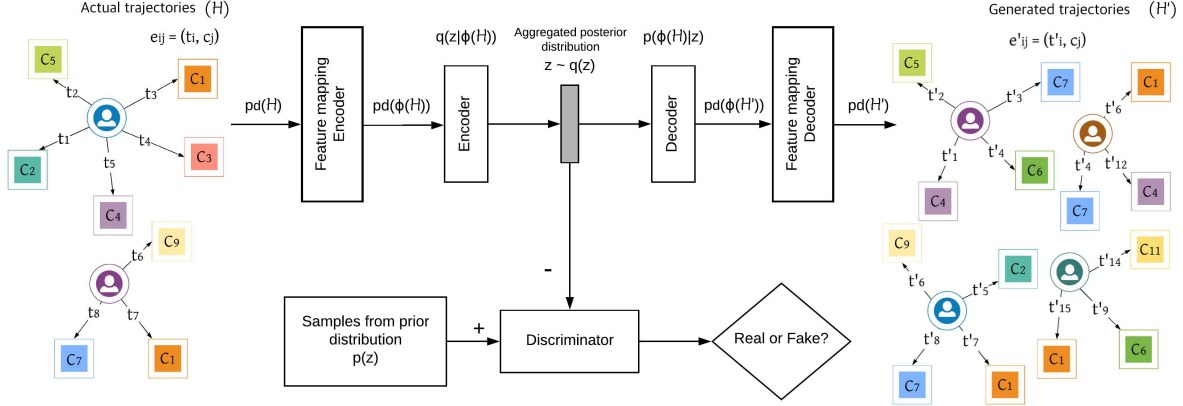 Actual trajectories (H)
eij = (ti, cj)
C5
C1
t2
t3
t1
t4
t5
C2
C3
C4
C9
t6
t8
t7
C7
C1
pd(H)
Feature mapping
Encoder
pd(ϕ(H))
q(z|ϕ(H))
Encoder
Aggregated posterior
distribution
z ~ q(z)
p(ϕ(H)|z)
Decoder
pd(ϕ(H'))
Feature mapping
Decoder
pd(H')
-
Samples from prior
distribution
p(z)
+
Discriminator
Real or Fake?
Generated trajectories (H')
e'ij = (t'i, cj)
C5
C7
t'2
t'3
t'1
t'4
C6
C4
C1
t'6
t'4
t'12
C4
C7
C9
C2
t'6
t'5
t'8
t'7
C7
C1
C11
t'14
t'15
t'9
C1
C6